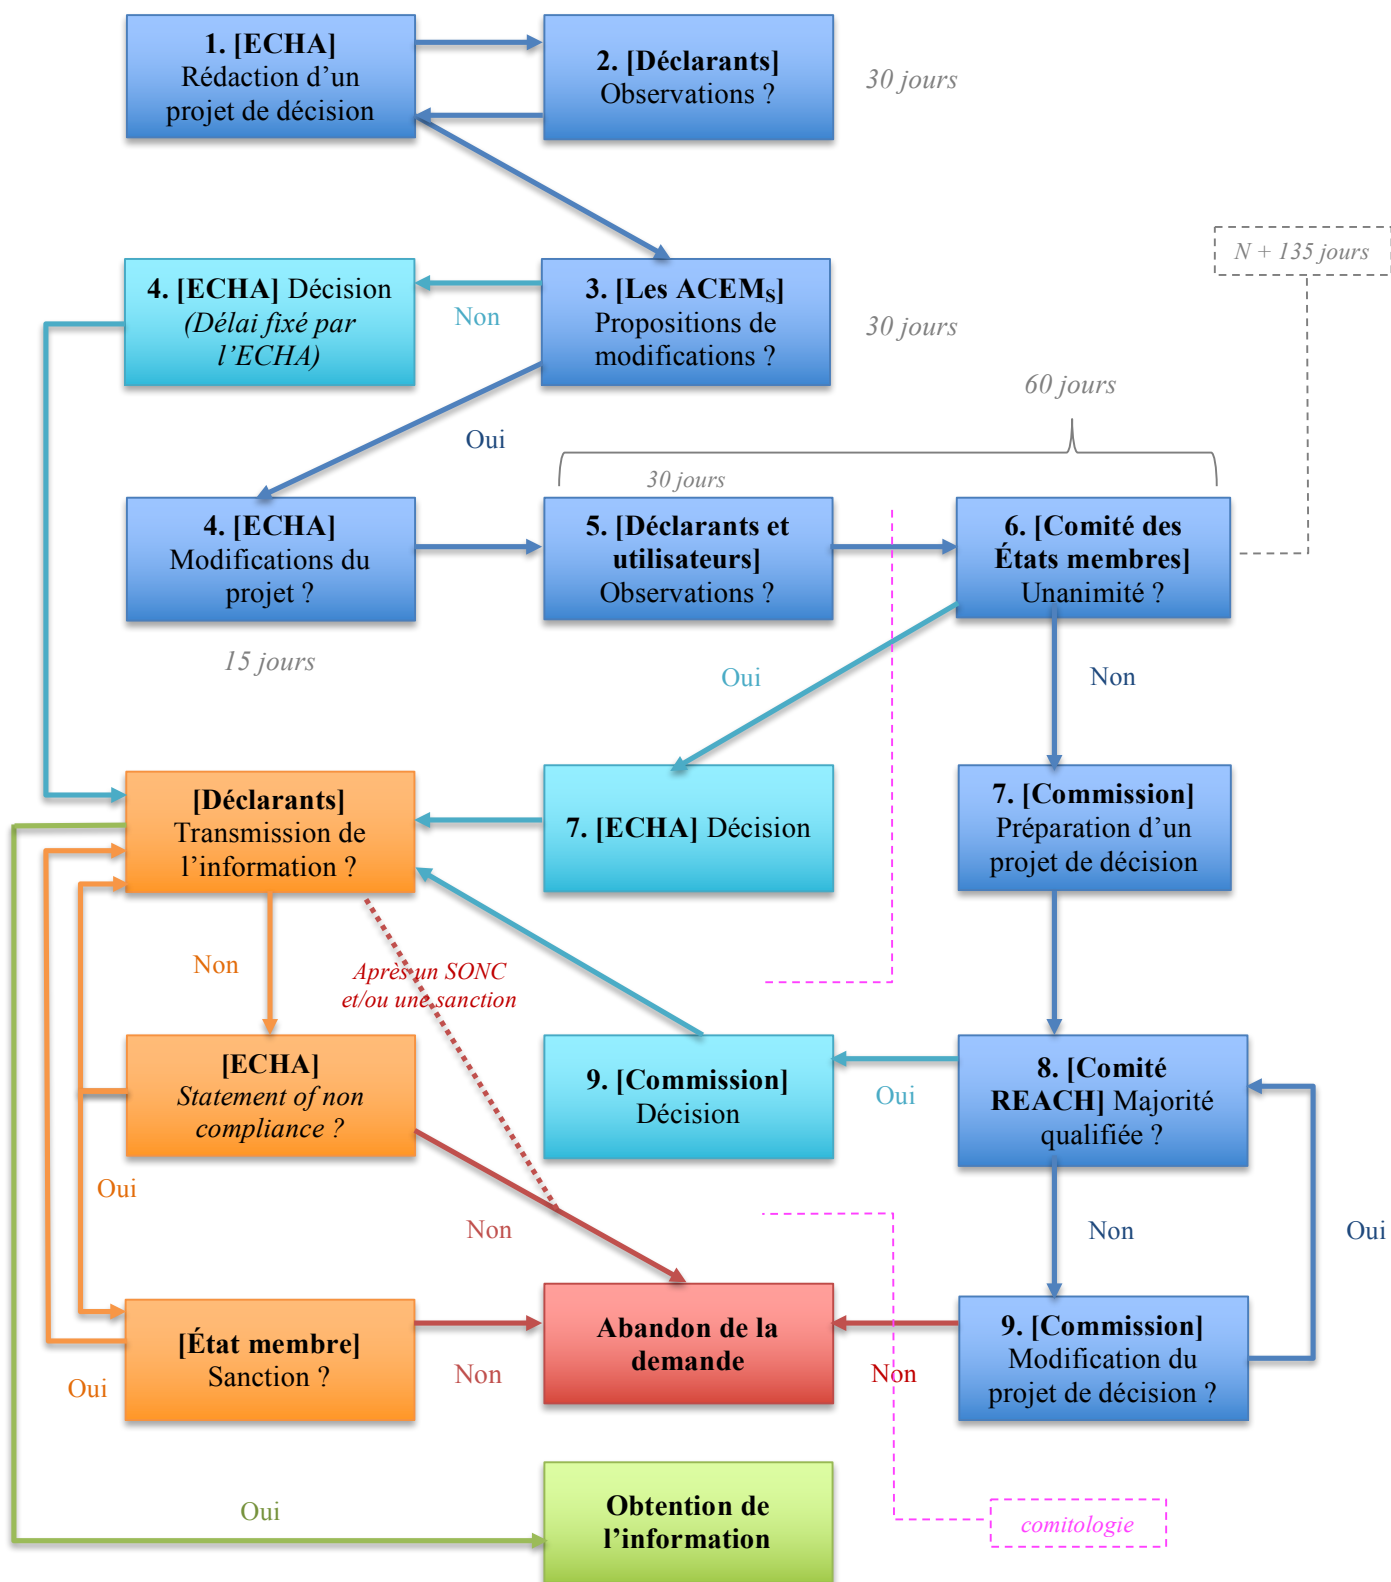 1. [ECHA]
Rédaction d’un
projet de décision
2. [Déclarants]
Observations ?
30 jours
N + 135 jours
4. [ECHA] Décision
(Délai fixé par
l’ECHA)
Non
3. [Les ACEMS]
Propositions de
modifications ?
30 jours
60 jours
Oui
30 jours
4. [ECHA]
Modifications du
projet ?
5. [Déclarants et
utilisateurs]
Observations ?
6. [Comité des
États membres]
Unanimité ?
15 jours
Oui
Non
[Déclarants]
Transmission de
l’information ?
7. [ECHA] Décision
7. [Commission]
Préparation d’un
projet de décision
Non
Après un SONC
et/ou une sanction
[ECHA]
Statement of non
compliance ?
9. [Commission]
Décision
Oui
8. [Comité
REACH] Majorité
qualifiée ?
Oui
Non
Non
Oui
[État membre]
Sanction ?
Oui
Non
Abandon de la
demande
Non
9. [Commission]
Modification du
projet de décision ?
Oui
Obtention de
l’information
comitologie